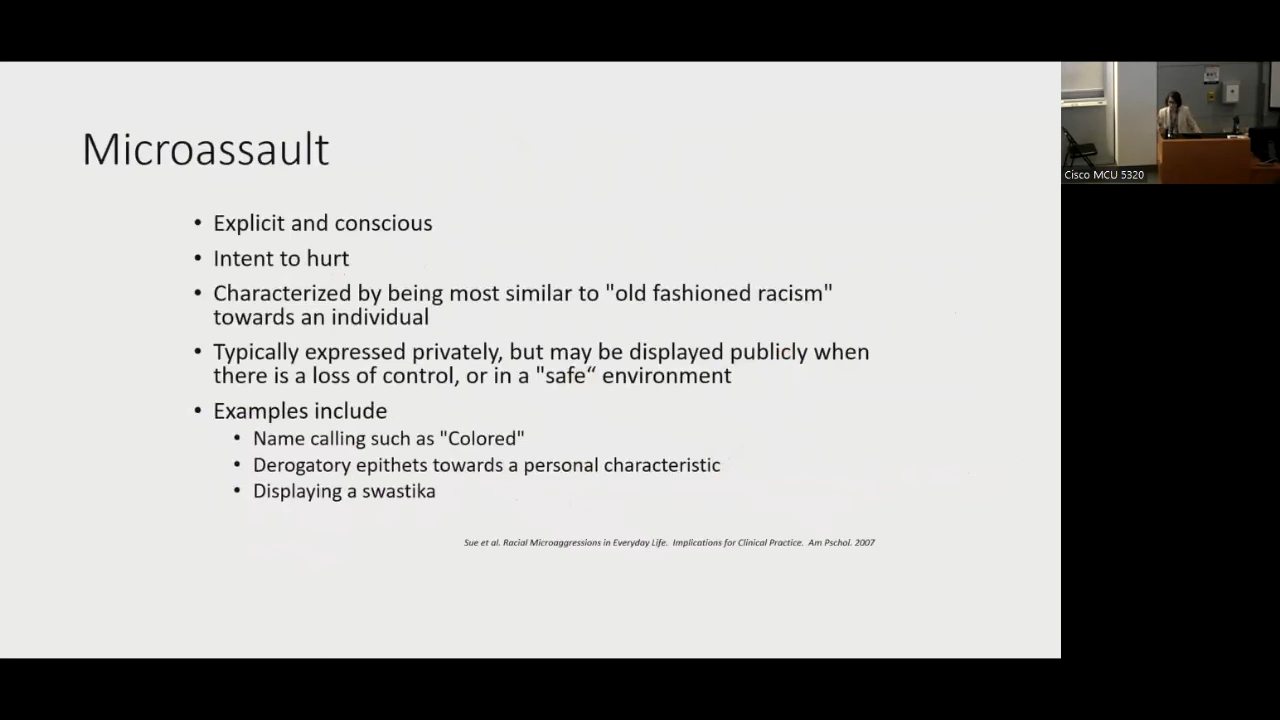 Microassault
• Explicit and conscious
• Intent to hurt
• Characterized by being most similar to "old fashioned racism"
towards an individual
• Typically expressed privately, but may be displayed publicly when
there is a loss of control, or in a "safe“ environment
• Examples include
• Name calling such as "Colored"
• Derogatory epithets towards a personal characteristic
• Displaying a swastika
Sue et al. Racial Microaggressions in Everyday Life. Implications for Clinical Practice. Am Pschol. 2007
Cisco MCU 5320